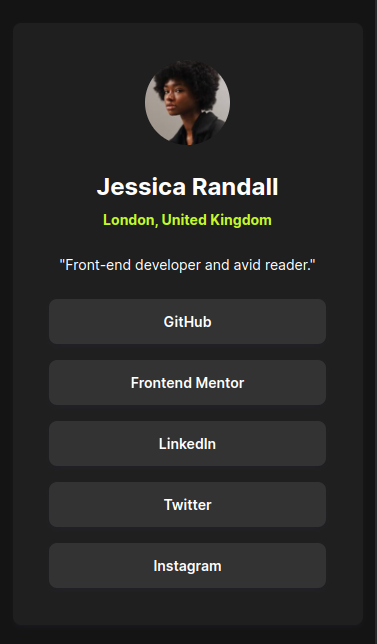 Jessica Randall
London, United Kingdom
"Front-end developer and avid reader."
GitHub
Frontend Mentor
LinkedIn
Twitter
Instagram